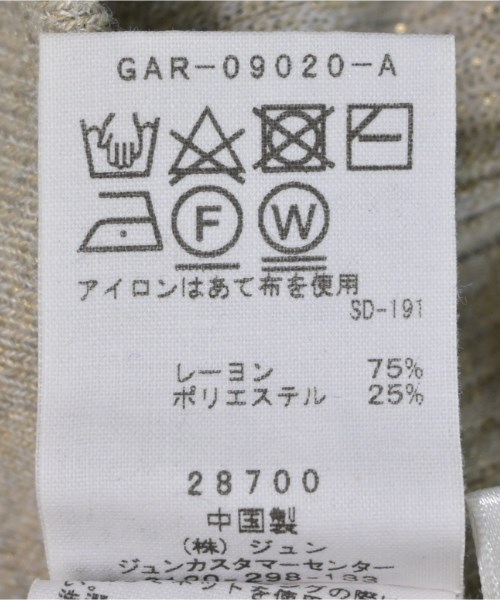 GAR-09020-A
F W
アイロンはあて布を使用
SD-191
レーヨン 75%
ポリエステル 25%
28700
中国製
(株) ジュン
ジュンカスタマーセンター